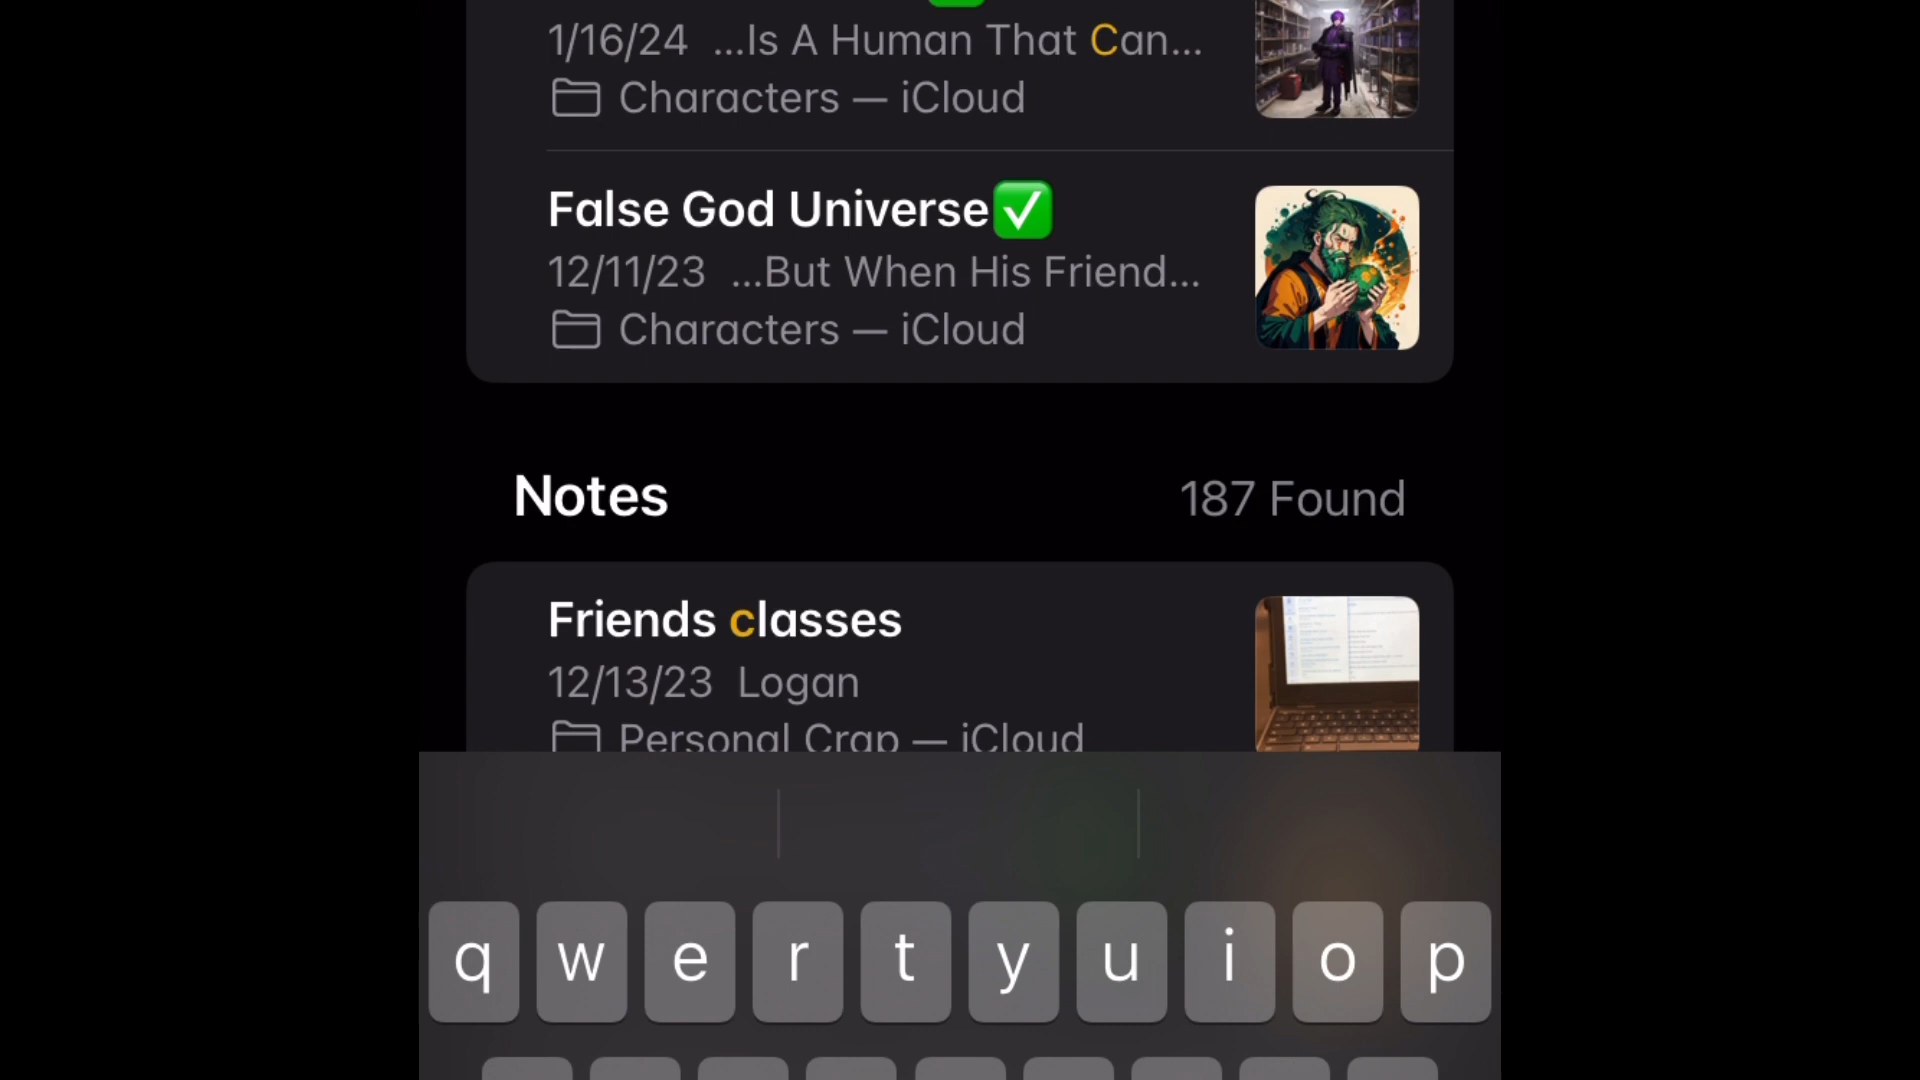 1/16/24 ...Is A Human That Can...
Characters — iCloud
False God Universe✅
12/11/23 ...But When His Friend...
Characters — iCloud
Notes
187 Found
Friends classes
12/13/23 Logan
Personal Crap — iCloud
q w e r t y u i o p